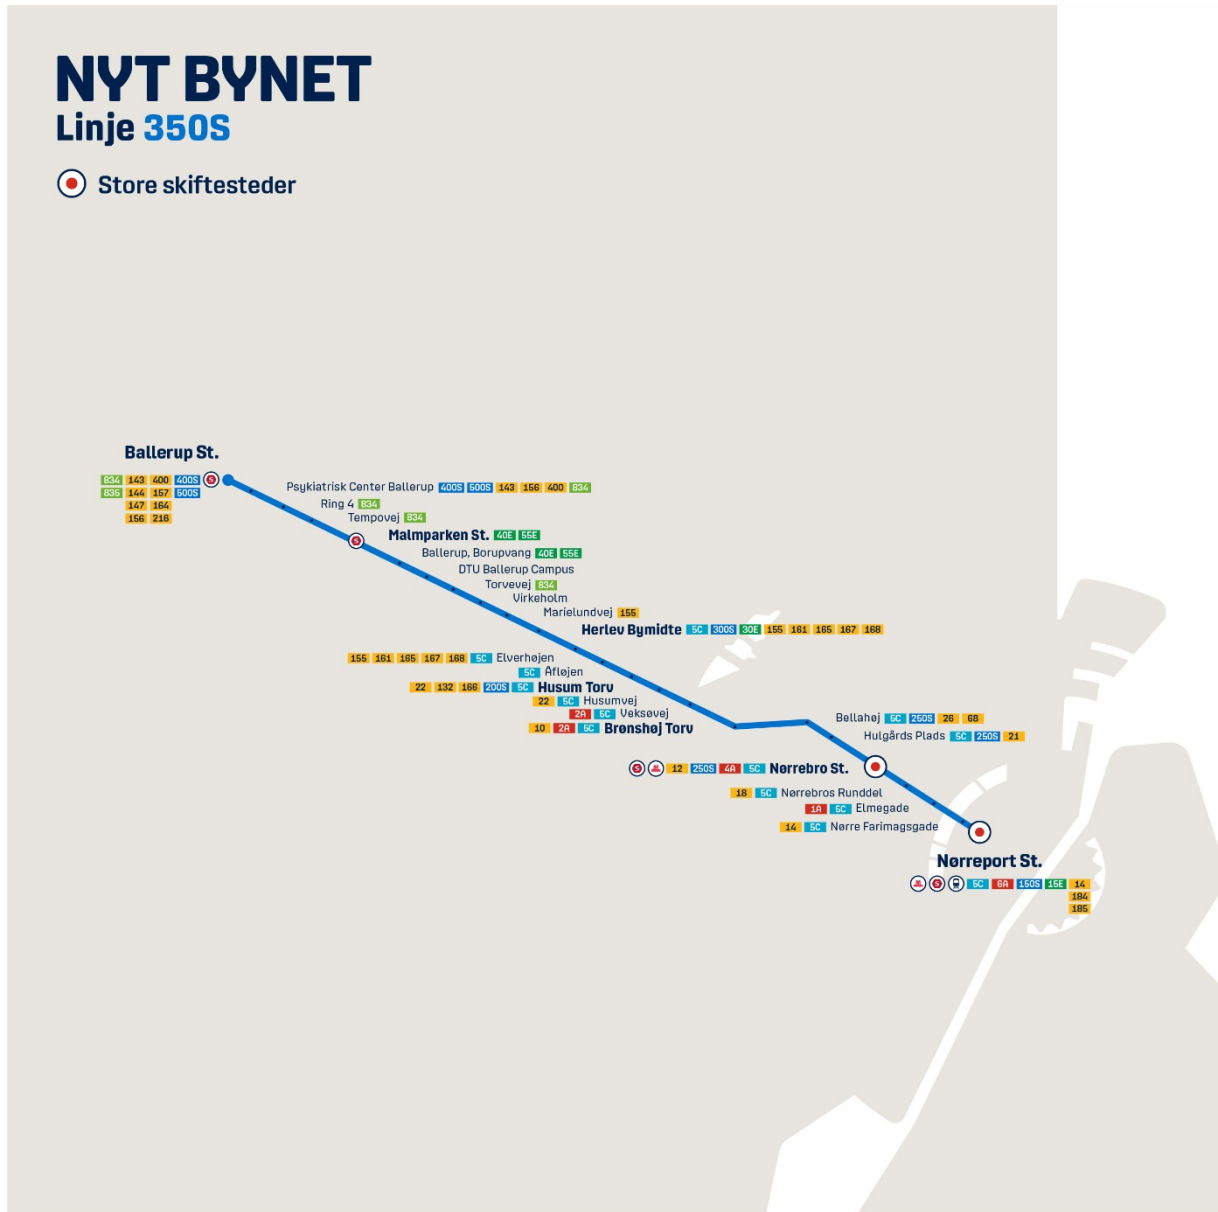 NYT BYNET
Linje 350S
Store skiftesteder
Ballerup St.
834 143 400 400S S
835 144 157 500S
147 164
156 216
Psykiatrisk Center Ballerup 400S 500S 143 156 400 834
Ring 4 834
Tempovej 834
S
Malmparken St. 40E 55E
Ballerup, Borupvang 40E 55E
DTU Ballerup Campus
Torvevej 834
Virkeholm
Marielundvej 155
Herlev Bymidte 5C 300S 30E 155 161 165 167 168
155 161 165 167 168 5C Elverhøjen
5C Afløjen
22 132 166 200S 5C Husum Torv
22 5C Husumvej
2A 5C Veksøvej
10 2A 5C Brønshøj Torv
Bellahøj 5C 250S 26 68
Hulgårds Plads 5C 250S 21
S 12 250S 4A 5C Nørrebro St.
18 5C Nørrebros Runddel
1A 5C Elmegade
14 5C Nørre Farimagsgade
Nørreport St.
S 5C 6A 150S 15E 14
184
185